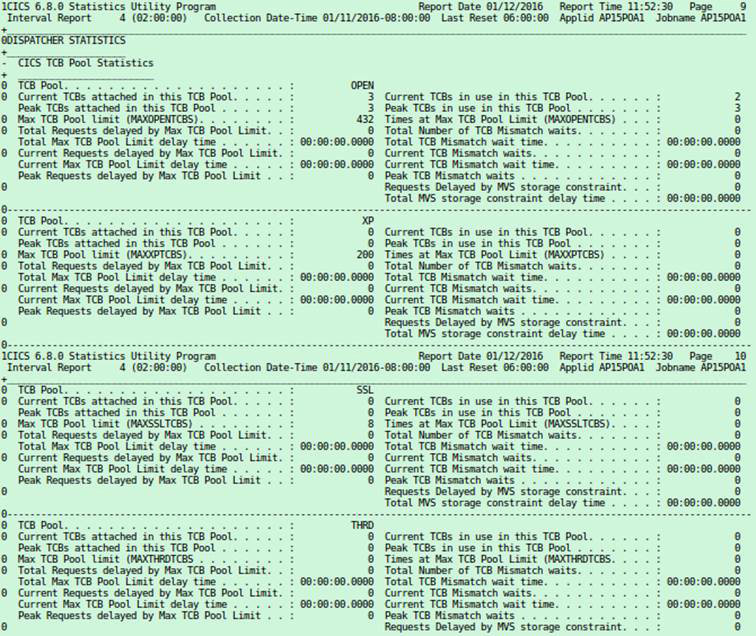 1CICS 6.8.0 Statistics Utility Program Report Date 01/12/2016 Report Time 11:52:30 Page 9
Interval Report 4 (02:00:00) Collection Date-Time 01/11/2016-08:00:00 Last Reset 06:00:00 Applid AP15POA1 Jobname AP15POA1
+____________________
0DISPATCHER STATISTICS
+____________________
- CICS TCB Pool Statistics
+ ________________________
0 TCB Pool. . . . . . . . . . . . . . . . . . . . : OPEN
0 Current TCBs attached in this TCB Pool. . . . . : 3 Current TCBs in use in this TCB Pool. . . . : 2
Peak TCBs attached in this TCB Pool . . . . . . : 3 Peak TCBs in use in this TCB Pool . . . . . : 3
0 Max TCB Pool limit (MAXOPENTCBS). . . . . . . . : 432 Times at Max TCB Pool Limit (MAXOPENTCBS) . : 0
0 Total Requests delayed by Max TCB Pool Limit. . : 0 Total Number of TCB Mismatch waits. . . . . : 0
Total Max TCB Pool Limit delay time . . . . . . : 00:00:00.0000 Total TCB Mismatch wait time. . . . . . . . : 00:00:00.0000
0 Current Requests delayed by Max TCB Pool Limit. : 0 Current TCB Mismatch waits. . . . . . . . . : 0
Current Max TCB Pool Limit delay time . . . . . : 00:00:00.0000 Current TCB Mismatch wait time. . . . . . . : 00:00:00.0000
Peak Requests delayed by Max TCB Pool Limit . . : 0 Peak TCB Mismatch waits . . . . . . . . . . : 0
0 Requests Delayed by MVS storage constraint. . . : 0
Total MVS storage constraint delay time . . . . : 00:00:00.0000
0--------------------
0 TCB Pool. . . . . . . . . . . . . . . . . . . . : XP
0 Current TCBs attached in this TCB Pool. . . . . : 0 Current TCBs in use in this TCB Pool. . . . : 0
Peak TCBs attached in this TCB Pool . . . . . . : 0 Peak TCBs in use in this TCB Pool . . . . . : 0
0 Max TCB Pool limit (MAXXPTCBS). . . . . . . . . : 200 Times at Max TCB Pool Limit (MAXXPTCBS) . . : 0
0 Total Requests delayed by Max TCB Pool Limit. . : 0 Total Number of TCB Mismatch waits. . . . . : 0
Total Max TCB Pool Limit delay time . . . . . . : 00:00:00.0000 Total TCB Mismatch wait time. . . . . . . . : 00:00:00.0000
0 Current Requests delayed by Max TCB Pool Limit. : 0 Current TCB Mismatch waits. . . . . . . . . : 0
Current Max TCB Pool Limit delay time . . . . . : 00:00:00.0000 Current TCB Mismatch wait time. . . . . . . : 00:00:00.0000
Peak Requests delayed by Max TCB Pool Limit . . : 0 Peak TCB Mismatch waits . . . . . . . . . . : 0
0 Requests Delayed by MVS storage constraint. . . : 0
Total MVS storage constraint delay time . . . . : 00:00:00.0000
0--------------------
1CICS 6.8.0 Statistics Utility Program Report Date 01/12/2016 Report Time 11:52:30 Page 10
Interval Report 4 (02:00:00) Collection Date-Time 01/11/2016-08:00:00 Last Reset 06:00:00 Applid AP15POA1 Jobname AP15POA1
+____________________
0 TCB Pool. . . . . . . . . . . . . . . . . . . . : SSL
0 Current TCBs attached in this TCB Pool. . . . . : 0 Current TCBs in use in this TCB Pool. . . . : 0
Peak TCBs attached in this TCB Pool . . . . . . : 0 Peak TCBs in use in this TCB Pool . . . . . : 0
0 Max TCB Pool limit (MAXSSLTCBS) . . . . . . . . : 8 Times at Max TCB Pool Limit (MAXSSLTCBS) . . : 0
0 Total Requests delayed by Max TCB Pool Limit. . : 0 Total Number of TCB Mismatch waits. . . . . : 0
Total Max TCB Pool Limit delay time . . . . . . : 00:00:00.0000 Total TCB Mismatch wait time. . . . . . . . : 00:00:00.0000
0 Current Requests delayed by Max TCB Pool Limit. : 0 Current TCB Mismatch waits. . . . . . . . . : 0
Current Max TCB Pool Limit delay time . . . . . : 00:00:00.0000 Current TCB Mismatch wait time. . . . . . . : 00:00:00.0000
Peak Requests delayed by Max TCB Pool Limit . . : 0 Peak TCB Mismatch waits . . . . . . . . . . : 0
0 Requests Delayed by MVS storage constraint. . . : 0
Total MVS storage constraint delay time . . . . : 00:00:00.0000
0--------------------
0 TCB Pool. . . . . . . . . . . . . . . . . . . . : THRD
0 Current TCBs attached in this TCB Pool. . . . . : 0 Current TCBs in use in this TCB Pool. . . . : 0
Peak TCBs attached in this TCB Pool . . . . . . : 0 Peak TCBs in use in this TCB Pool . . . . . : 0
0 Max TCB Pool limit (MAXTHRDTCBS . . . . . . . . : 0 Times at Max TCB Pool Limit (MAXTHRDTCBS. . : 0
0 Total Requests delayed by Max TCB Pool Limit. . : 0 Total Number of TCB Mismatch waits. . . . . : 0
Total Max TCB Pool Limit delay time . . . . . . : 00:00:00.0000 Total TCB Mismatch wait time. . . . . . . . : 00:00:00.0000
0 Current Requests delayed by Max TCB Pool Limit. : 0 Current TCB Mismatch waits. . . . . . . . . : 0
Current Max TCB Pool Limit delay time . . . . . : 00:00:00.0000 Current TCB Mismatch wait time. . . . . . . : 00:00:00.0000
Peak Requests delayed by Max TCB Pool Limit . . : 0 Peak TCB Mismatch waits . . . . . . . . . . : 0
0 Requests Delayed by MVS storage constraint. . . : 0